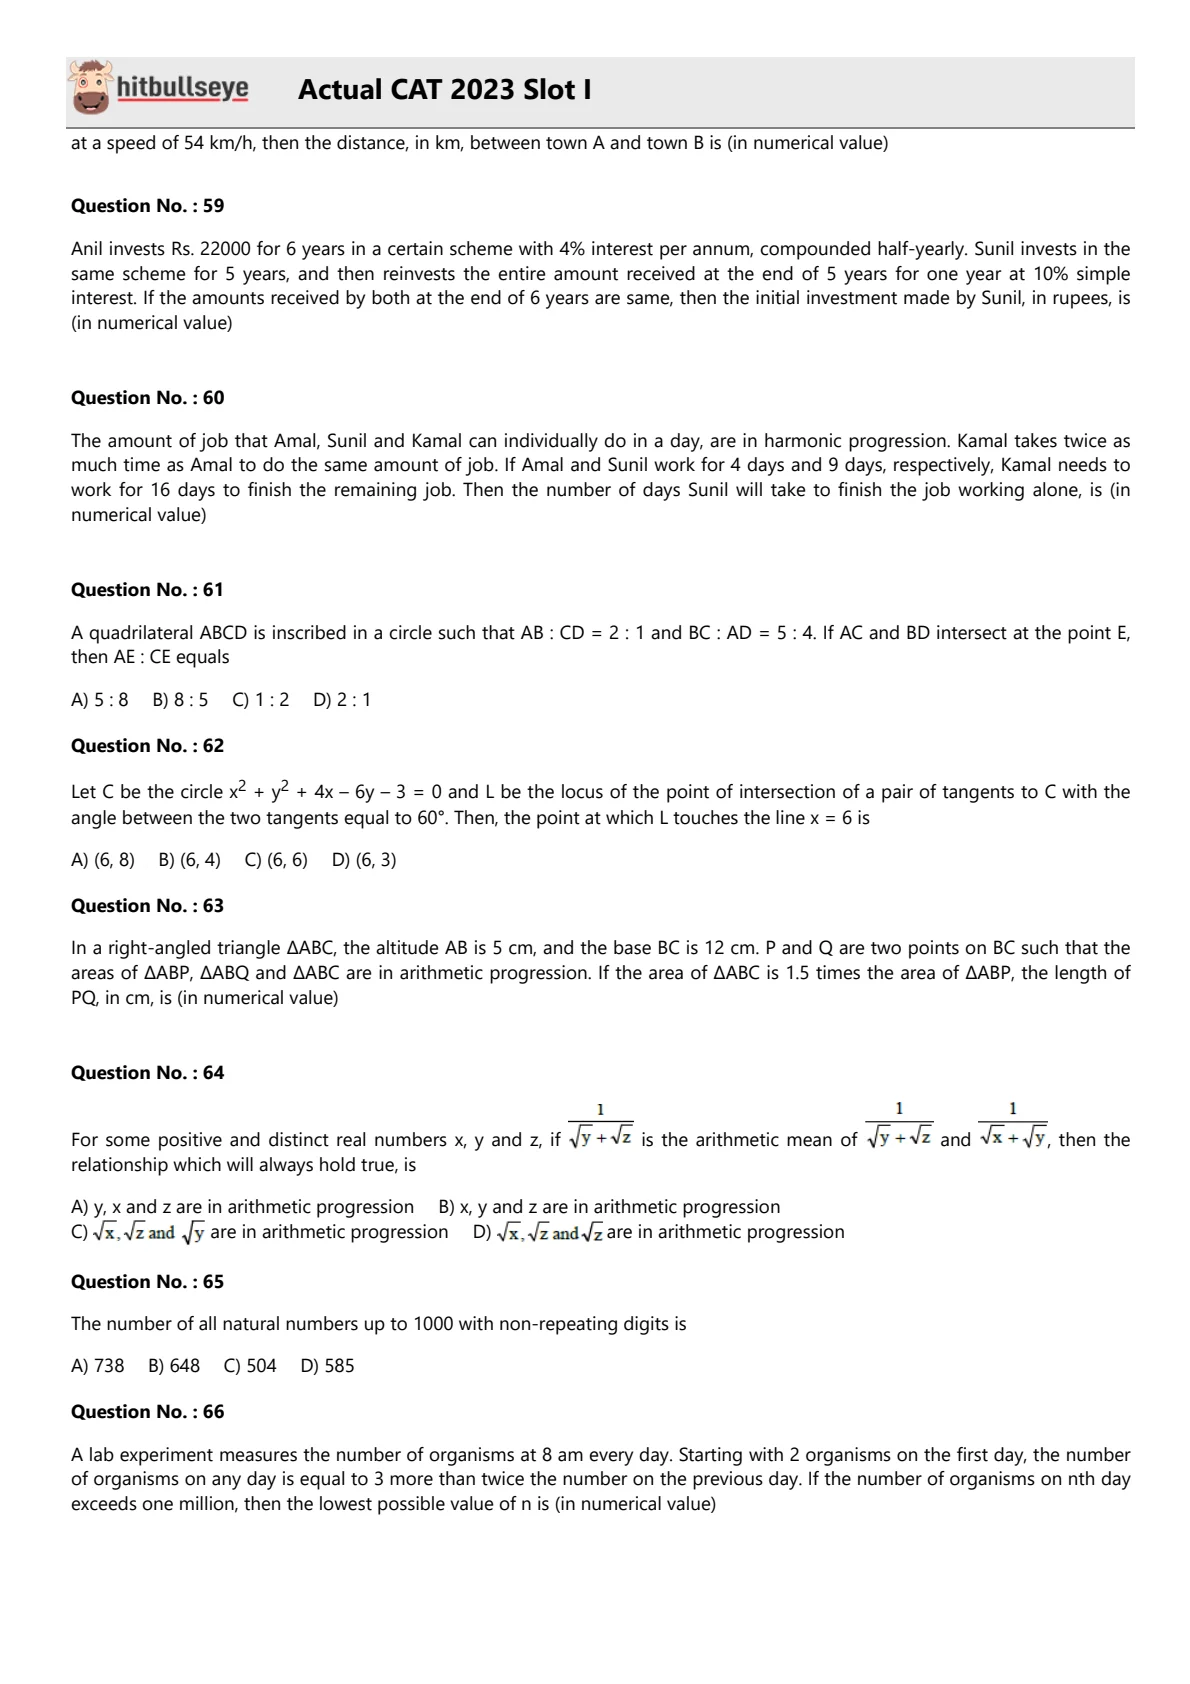 hitbullseye
Actual CAT 2023 Slot I
at a speed of 54 km/h, then the distance, in km, between town A and town B is (in numerical value)
Question No. : 59
Anil invests Rs. 22000 for 6 years in a certain scheme with 4% interest per annum, compounded half-yearly. Sunil invests in the
same scheme for 5 years, and then reinvests the entire amount received at the end of 5 years for one year at 10% simple
interest. If the amounts received by both at the end of 6 years are same, then the initial investment made by Sunil, in rupees, is
(in numerical value)
Question No. : 60
The amount of job that Amal, Sunil and Kamal can individually do in a day, are in harmonic progression. Kamal takes twice as
much time as Amal to do the same amount of job. If Amal and Sunil work for 4 days and 9 days, respectively, Kamal needs to
work for 16 days to finish the remaining job. Then the number of days Sunil will take to finish the job working alone, is (in
numerical value)
Question No. : 61
A quadrilateral ABCD is inscribed in a circle such that AB : CD = 2 : 1 and BC : AD = 5 : 4. If AC and BD intersect at the point E,
then AE : CE equals
A) 5 : 8 B) 8 : 5 C) 1 : 2 D) 2 : 1
Question No. : 62
Let C be the circle x² + y² + 4x – 6y – 3 = 0 and L be the locus of the point of intersection of a pair of tangents to C with the
angle between the two tangents equal to 60°. Then, the point at which L touches the line x = 6 is
A) (6, 8) B) (6, 4) C) (6, 6) D) (6, 3)
Question No. : 63
In a right-angled triangle ΔABC, the altitude AB is 5 cm, and the base BC is 12 cm. P and Q are two points on BC such that the
areas of ΔABP, ΔABQ and ΔABC are in arithmetic progression. If the area of ΔABC is 1.5 times the area of ΔABP, the length of
PQ, in cm, is (in numerical value)
Question No. : 64
For some positive and distinct real numbers x, y and z, if 1/(√y + √z) is the arithmetic mean of 1/(√y + √z) and 1/(√x + √y), then the
relationship which will always hold true, is
A) y, x and z are in arithmetic progression B) x, y and z are in arithmetic progression
C) √x, √z and √y are in arithmetic progression D) √x, √z and √z are in arithmetic progression
Question No. : 65
The number of all natural numbers up to 1000 with non-repeating digits is
A) 738 B) 648 C) 504 D) 585
Question No. : 66
A lab experiment measures the number of organisms at 8 am every day. Starting with 2 organisms on the first day, the number
of organisms on any day is equal to 3 more than twice the number on the previous day. If the number of organisms on nth day
exceeds one million, then the lowest possible value of n is (in numerical value)